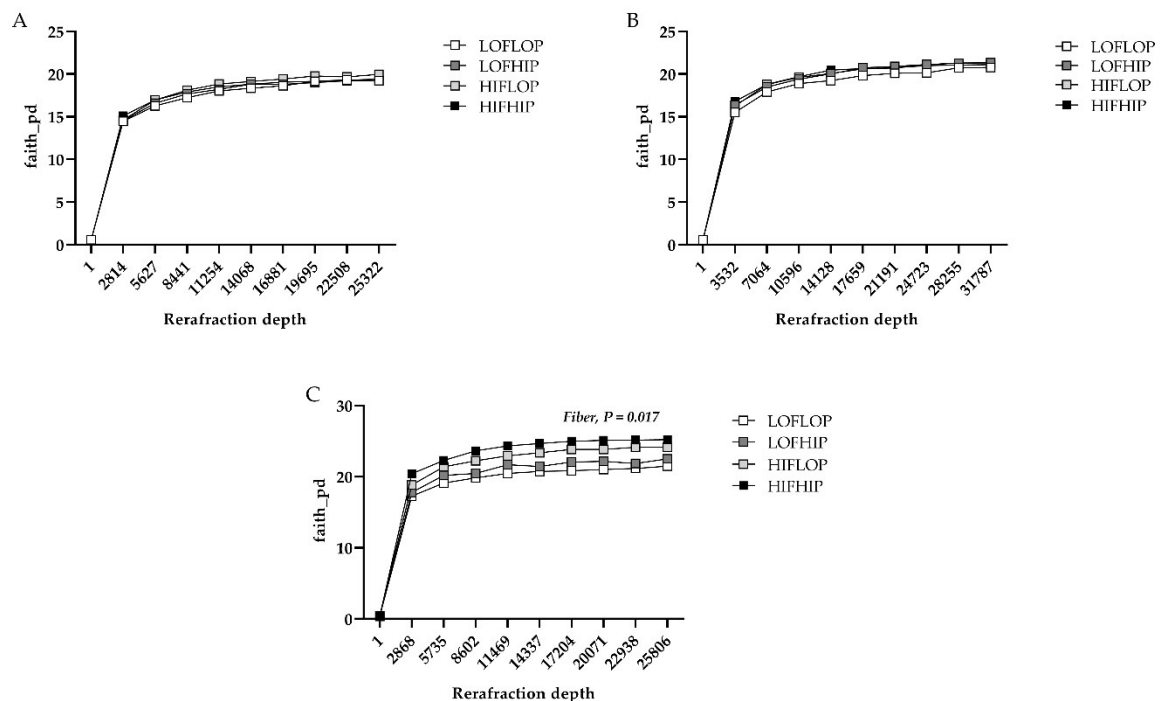 A
25
20
15
10
5
0
faith_pd
1
2814
5627
8441
11254
14068
16881
19695
22508
25322
Rerafraction depth
LOFLOP
LOFHIP
HIFLOP
HIFHIP
B
25
20
15
10
5
0
faith_pd
1
3532
7064
10596
14128
17659
21191
24723
28255
31787
Rerafraction depth
LOFLOP
LOFHIP
HIFLOP
HIFHIP
C
30
20
10
0
faith_pd
Fiber, P = 0.017
1
2868
5735
8602
11469
14337
17204
20071
22938
25806
Rerafraction depth
LOFLOP
LOFHIP
HIFLOP
HIFHIP